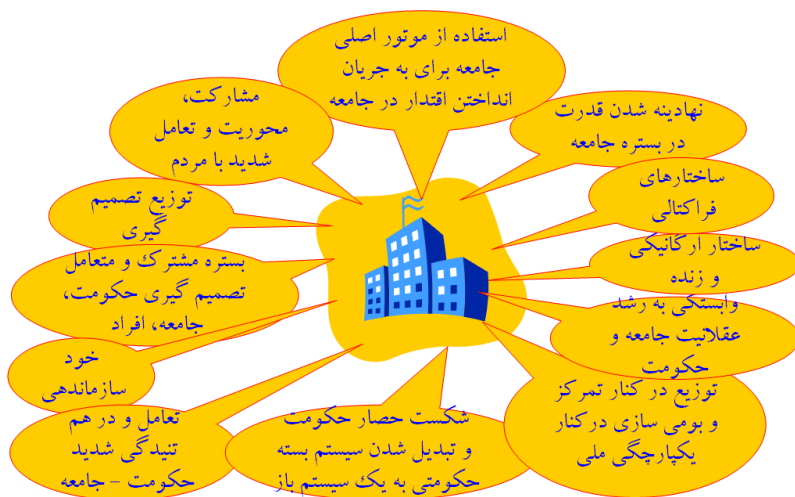 استفاده از موتور اصلی
جامعه برای به جریان
انداختن اقتدار در جامعه
نهادینه شدن قدرت
در بستره جامعه
ساختارهای
فراکتالی
ساختار ارگانیکی
و زنده
وابستگی به رشد
عقلانیت جامعه و
حکومت
توزیع در کنار تمرکز
و بومی سازی درکنار
یکپارچگی ملی
شکست حصار حکومت
و تبدیل شدن سیستم بسته
حکومتی به یک سیستم باز
تعامل و در هم
تنیدگی شدید
حکومت – جامعه
خود
سازماندهی
بستره مشترک و متعامل
تصمیم گیری حکومت،
جامعه، افراد
توزیع تصمیم
گیری
مشارکت،
محوریت و تعامل
شدید با مردم